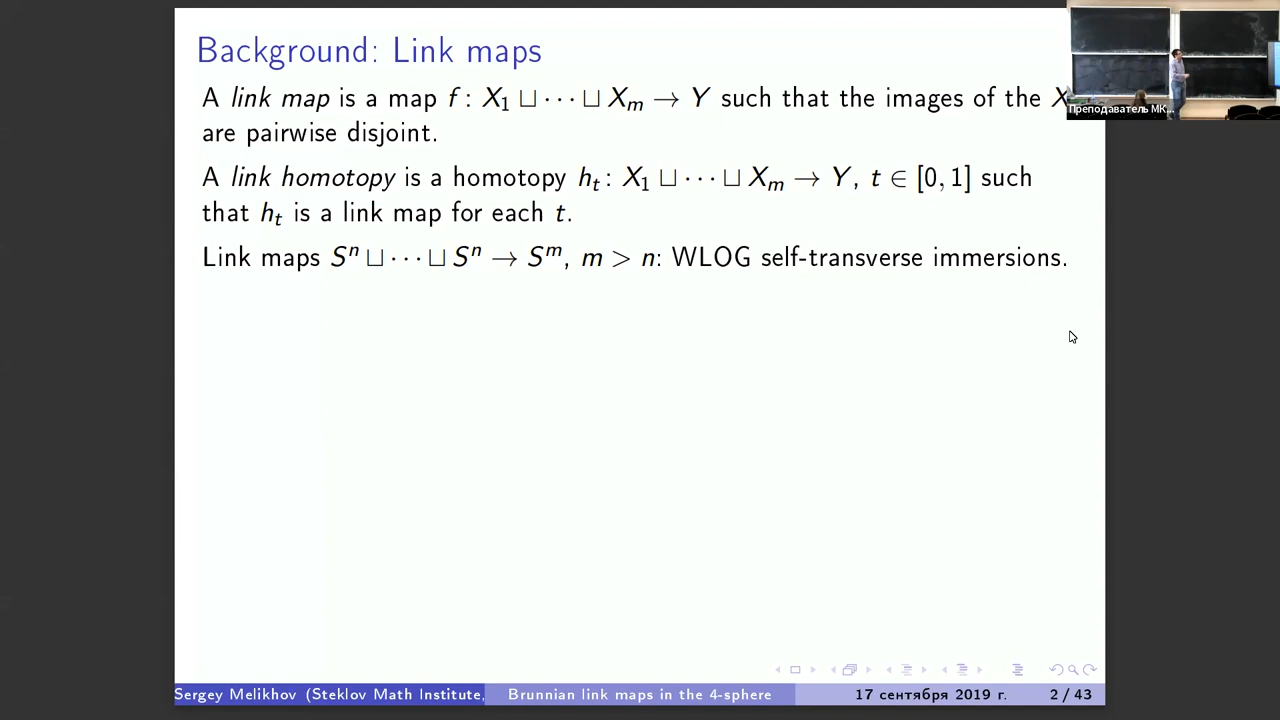 Background: Link maps
A link map is a map f : X₁ ⊔ ··· ⊔ Xₘ → Y such that the images of the X
are pairwise disjoint.
A link homotopy is a homotopy hₜ : X₁ ⊔ ··· ⊔ Xₘ → Y, t ∈ [0, 1] such
that hₜ is a link map for each t.
Link maps Sⁿ ⊔ ··· ⊔ Sⁿ → Sᵐ, m > n: WLOG self-transverse immersions.
Преподаватель МК...
Sergey Melikhov (Steklov Math Institute,
Brunnian link maps in the 4-sphere
17 сентября 2019 г.
2 / 43